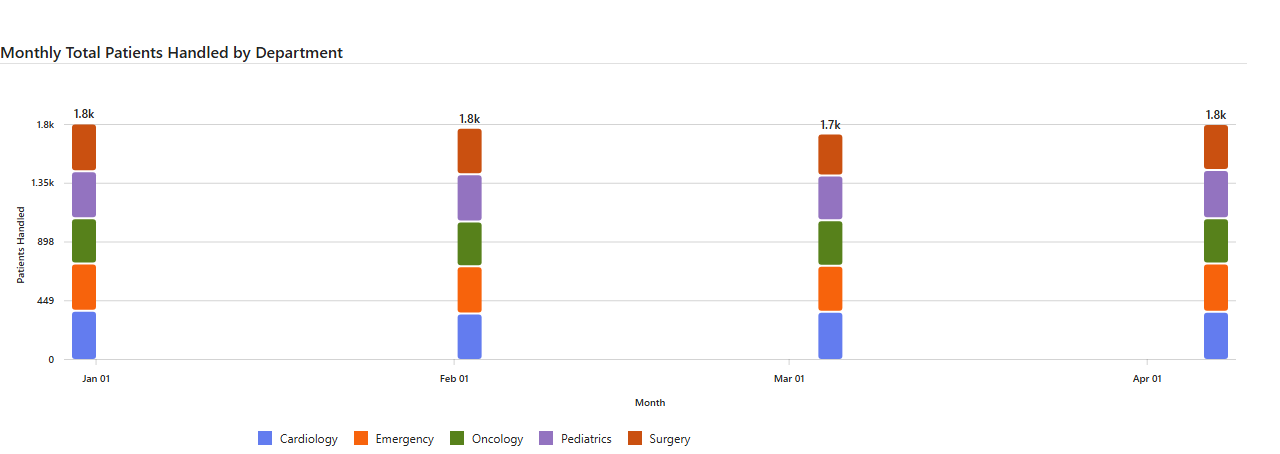 Monthly Total Patients Handled by Department
1.8k 1.8k 1.7k 1.8k
1.8k
1.35k
898
449
0
Patients Handled
Jan 01 Feb 01 Mar 01 Apr 01
Month
Cardiology Emergency Oncology Pediatrics Surgery